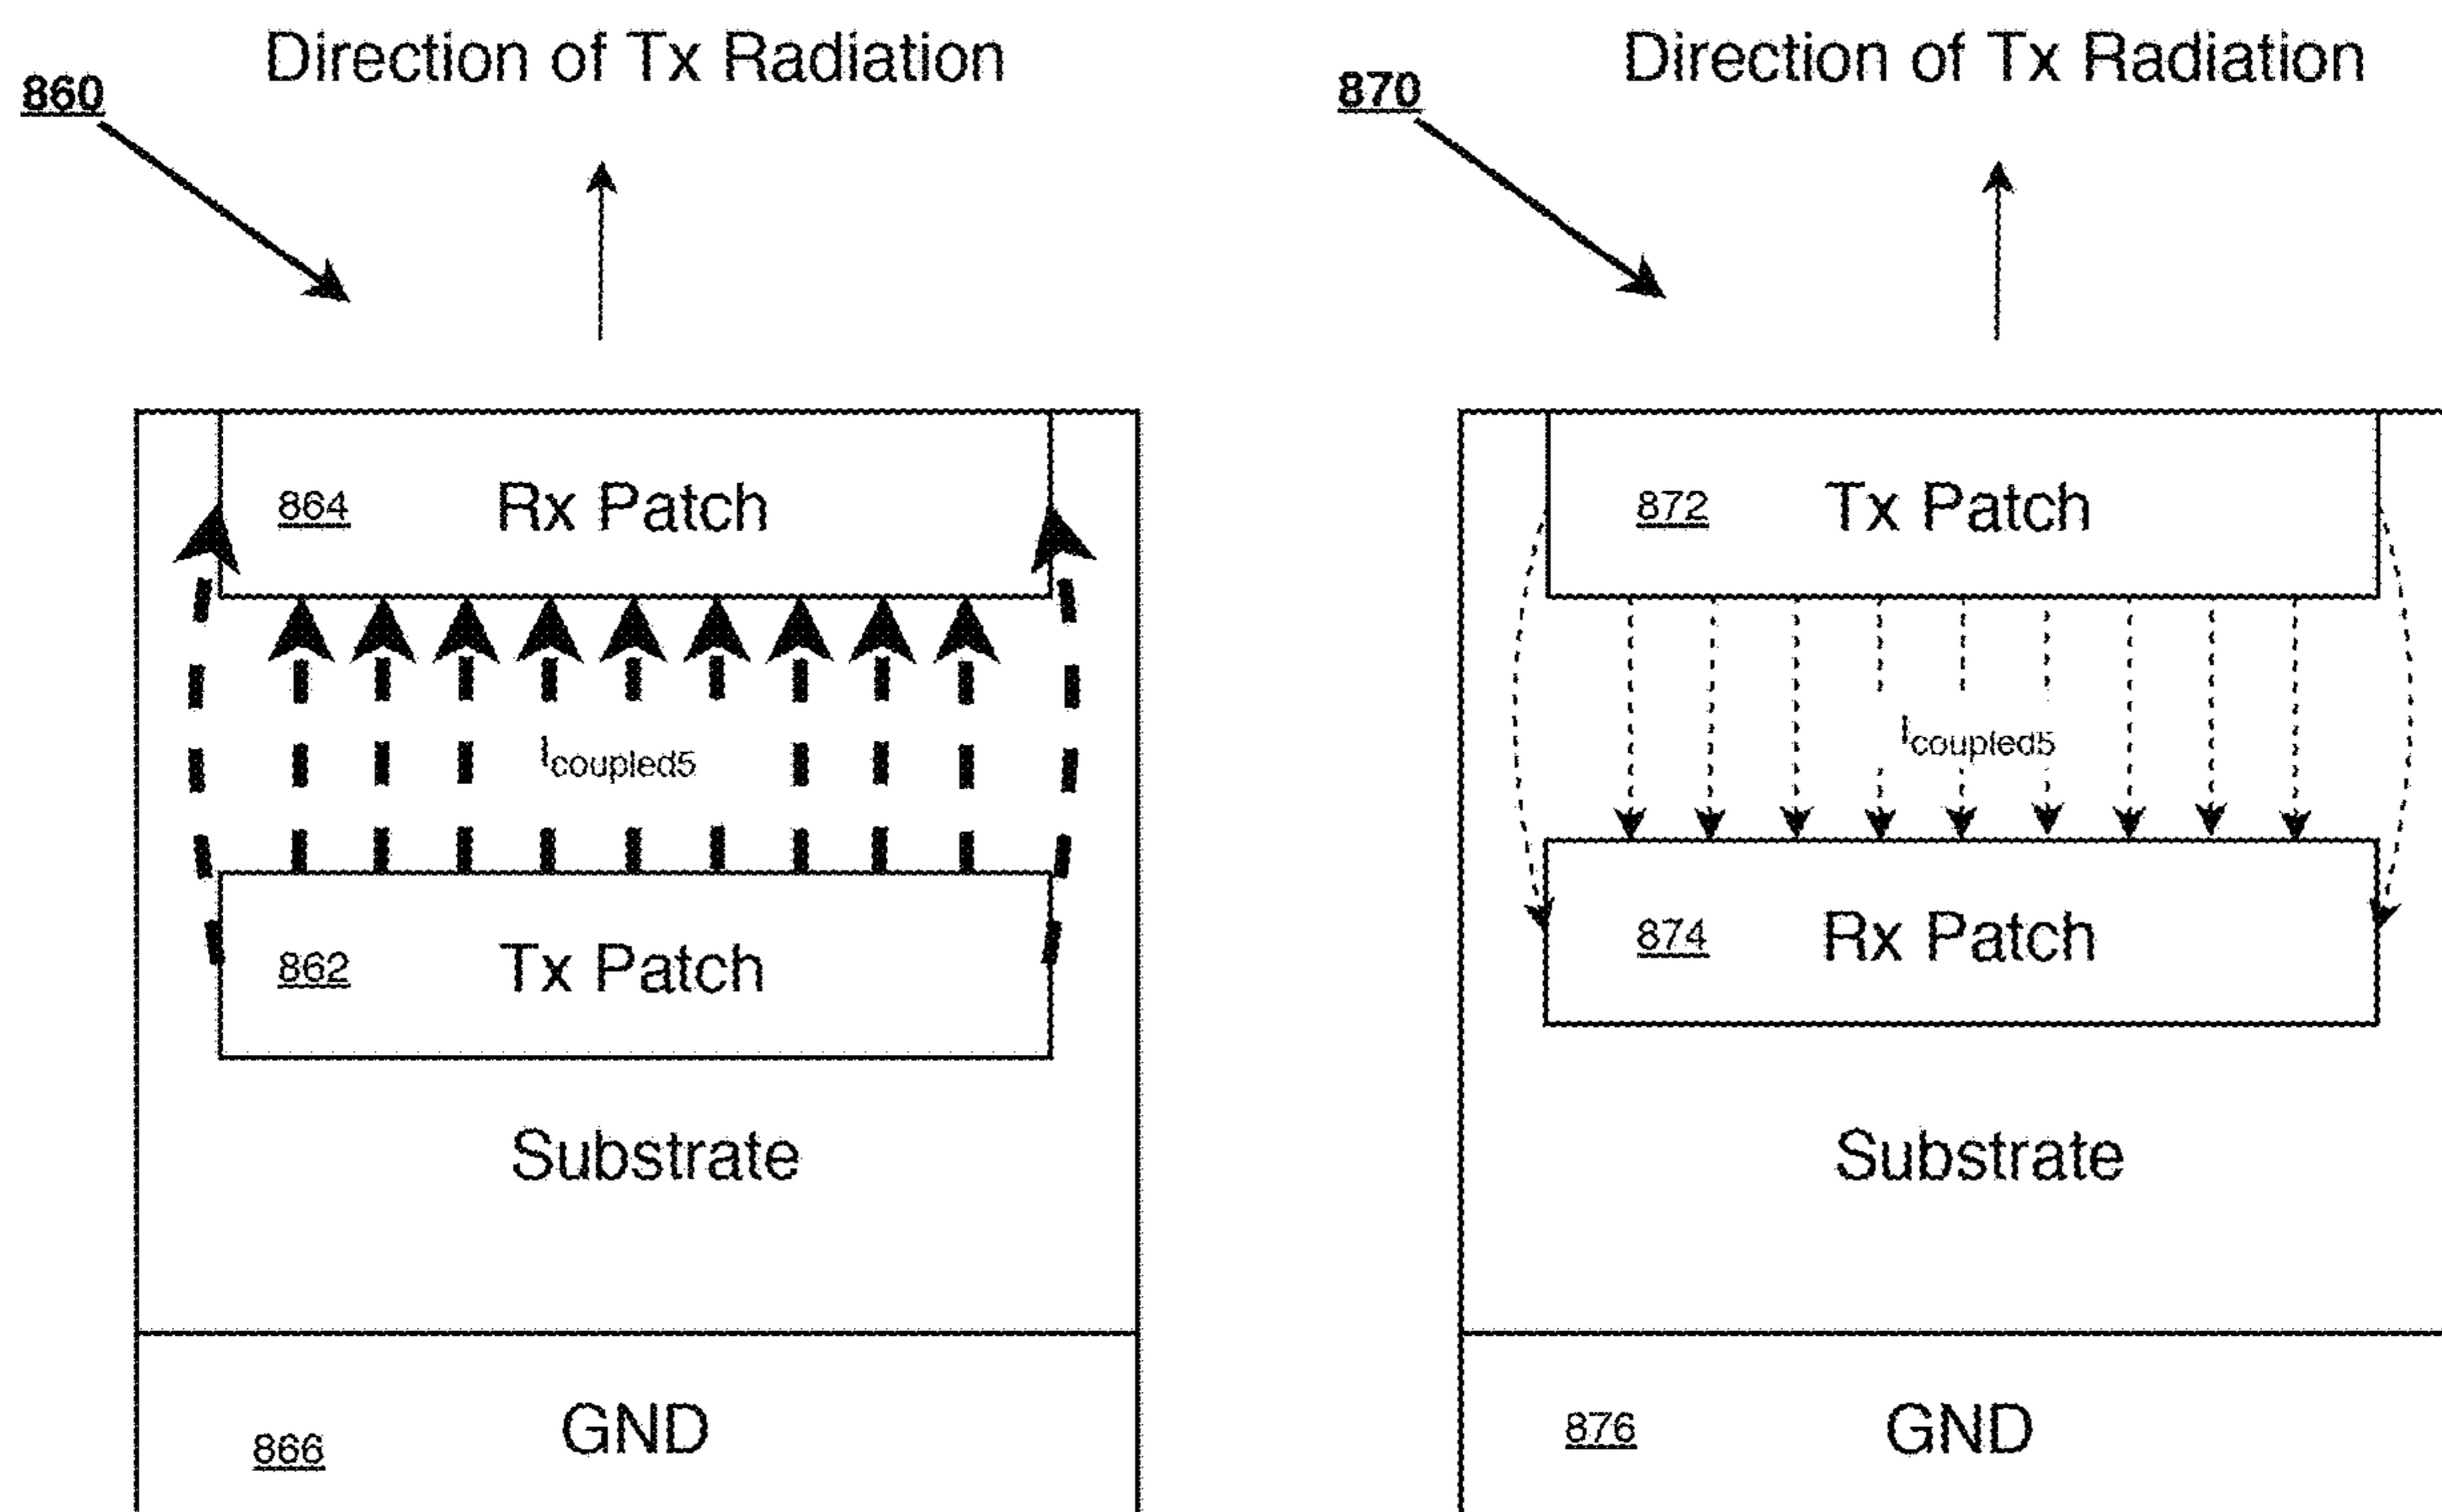 Direction of Tx Radiation
860
864 Rx Patch
Icoupled5
862 Tx Patch
Substrate
GND
866
Direction of Tx Radiation
870
872 Tx Patch
Icoupled5
874 Rx Patch
Substrate
876 GND